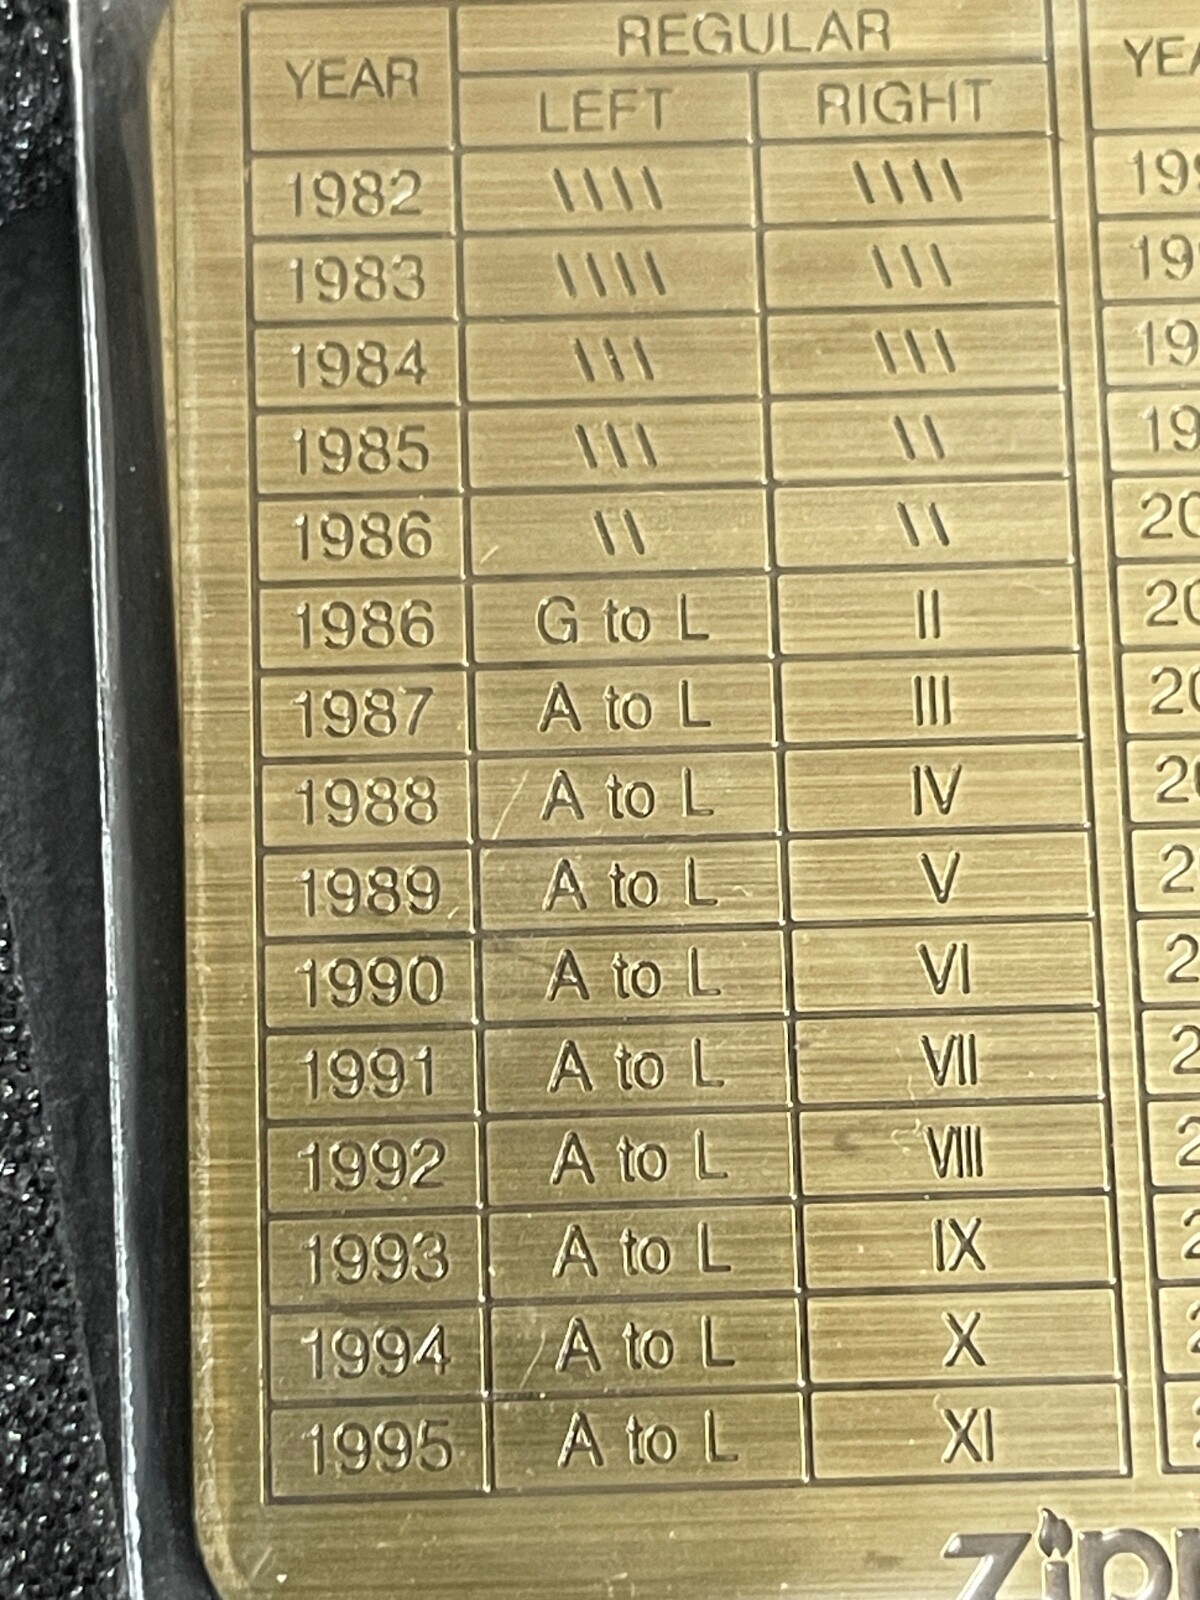 YEAR REGULAR
LEFT RIGHT
1982 \\\\ \\\\
1983 \\\\ \\\
1984 \\\ \\\
1985 \\\ \\
1986 \\ \\
1986 G to L II
1987 A to L III
1988 A to L IV
1989 A to L V
1990 A to L VI
1991 A to L VII
1992 A to L VIII
1993 A to L IX
1994 A to L X
1995 A to L XI